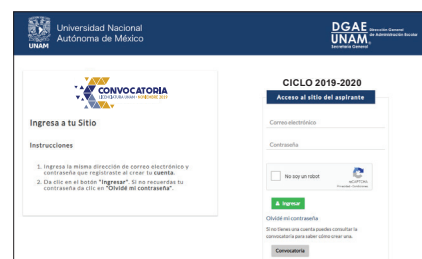 Universidad Nacional
Autónoma de México
UNAM
DGAE
UNAM
Dirección General
de Administración Escolar
Secretaría General
CONVOCATORIA
LICENCIATURA UNAM - NOVIEMBRE 2019
Ingresa a tu Sitio
Instrucciones
1. Ingresa la misma dirección de correo electrónico y
contraseña que registraste al crear tu cuenta.
2. Da clic en el botón "Ingresar". Si no recuerdas tu
contraseña da clic en "Olvidé mi contraseña".
CICLO 2019-2020
Acceso al sitio del aspirante
Correo electrónico
Contraseña
No soy un robot
reCAPTCHA
Ingresar
Olvidé mi contraseña
Si no tienes una cuenta puedes consultar la
convocatoria para saber cómo crear una.
Convocatoria